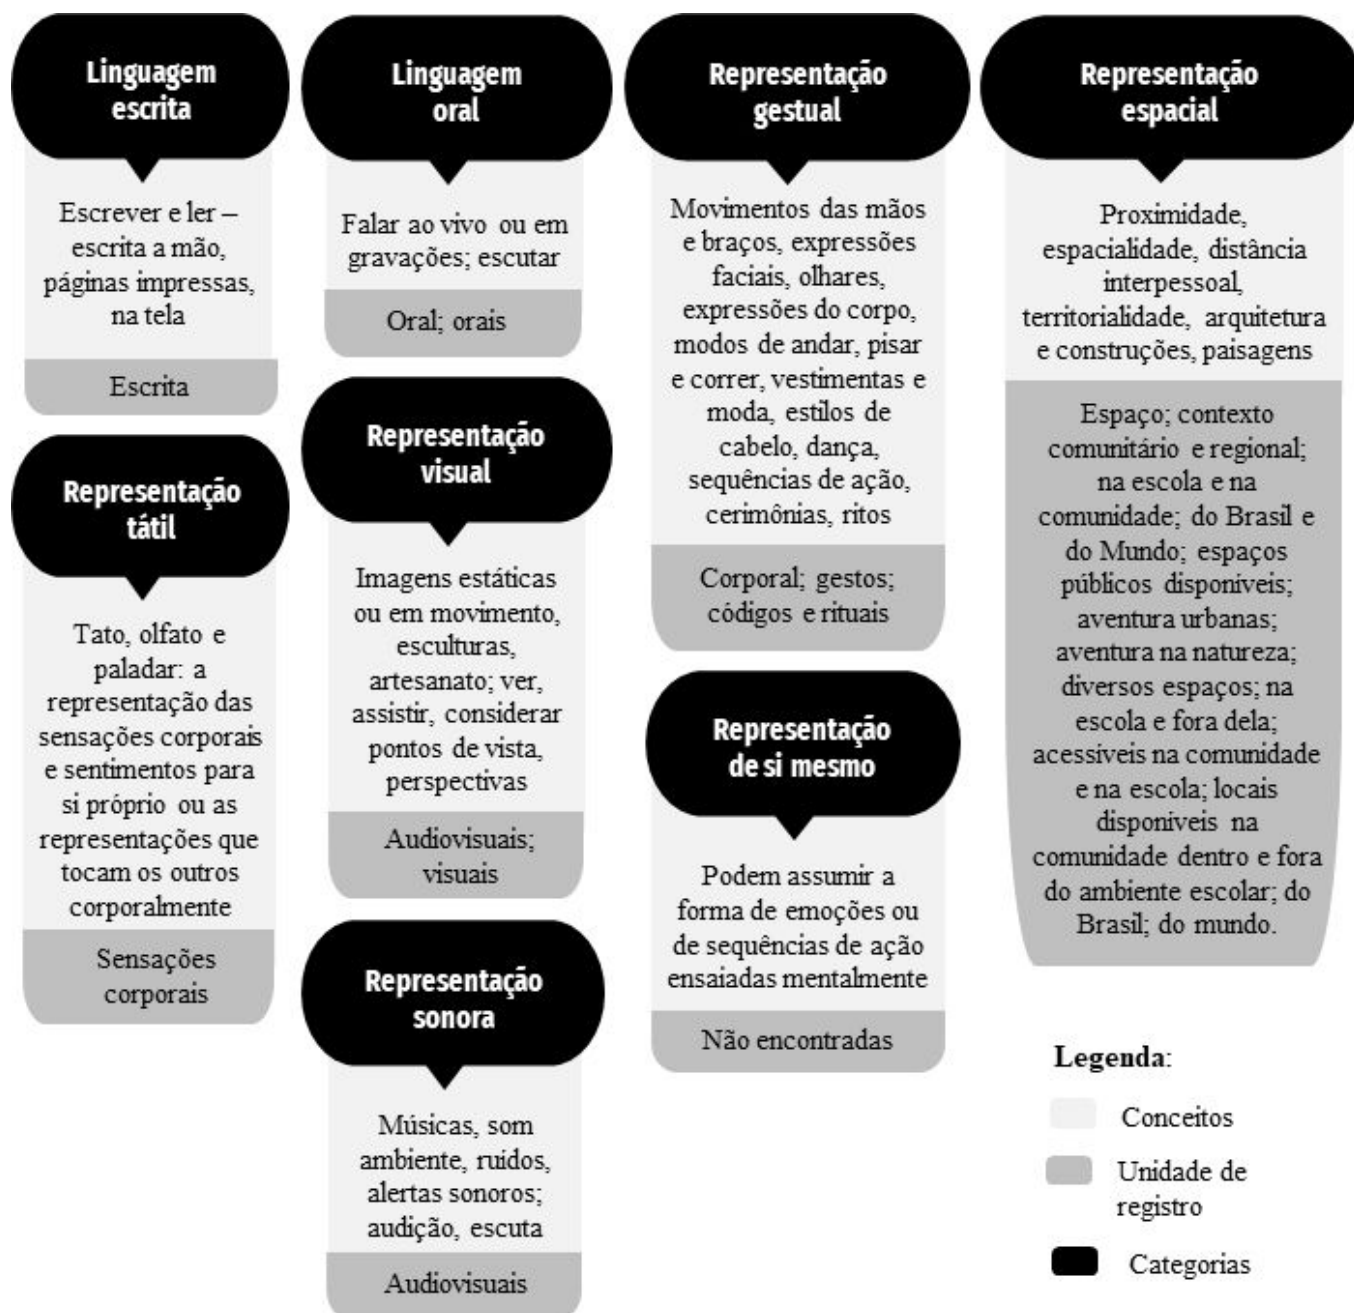 Linguagem
escrita
Escrever e ler –
escrita a mão,
páginas impressas,
na tela
Escrita
Representação
tátil
Tato, olfato e
paladar: a
representação das
sensações corporais
e sentimentos para
si próprio ou as
representações que
tocam os outros
corporalmente
Sensações
corporais
Linguagem
oral
Falar ao vivo ou em
gravações; escutar
Oral; orais
Representação
visual
Imagens estáticas
ou em movimento,
esculturas,
artesanato; ver,
assistir, considerar
pontos de vista,
perspectivas
Audiovisuais;
visuais
Representação
sonora
Músicas, som
ambiente, ruidos,
alertas sonoros;
audição, escuta
Audiovisuais
Representação
gestual
Movimentos das mãos
e braços, expressões
faciais, olhares,
expressões do corpo,
modos de andar, pisar
e correr, vestimentas e
moda, estilos de
cabelo, dança,
sequências de ação,
cerimônias, ritos
Corporal; gestos;
códigos e rituais
Representação
de si mesmo
Podem assumir a
forma de emoções ou
de sequências de ação
ensaiadas mentalmente
Não encontradas
Representação
espacial
Proximidade,
espacialidade, distância
interpessoal,
territorialidade, arquitetura
e construções, paisagens
Espaço; contexto
comunitário e regional;
na escola e na
comunidade; do Brasil e
do Mundo; espaços
públicos disponíveis;
aventura urbanas;
aventura na natureza;
diversos espaços; na
escola e fora dela;
acessíveis na comunidade
e na escola; locais
disponíveis na
comunidade dentro e fora
do ambiente escolar; do
Brasil; do mundo.
Legenda:
Conceitos
Unidade de
registro
Categorias